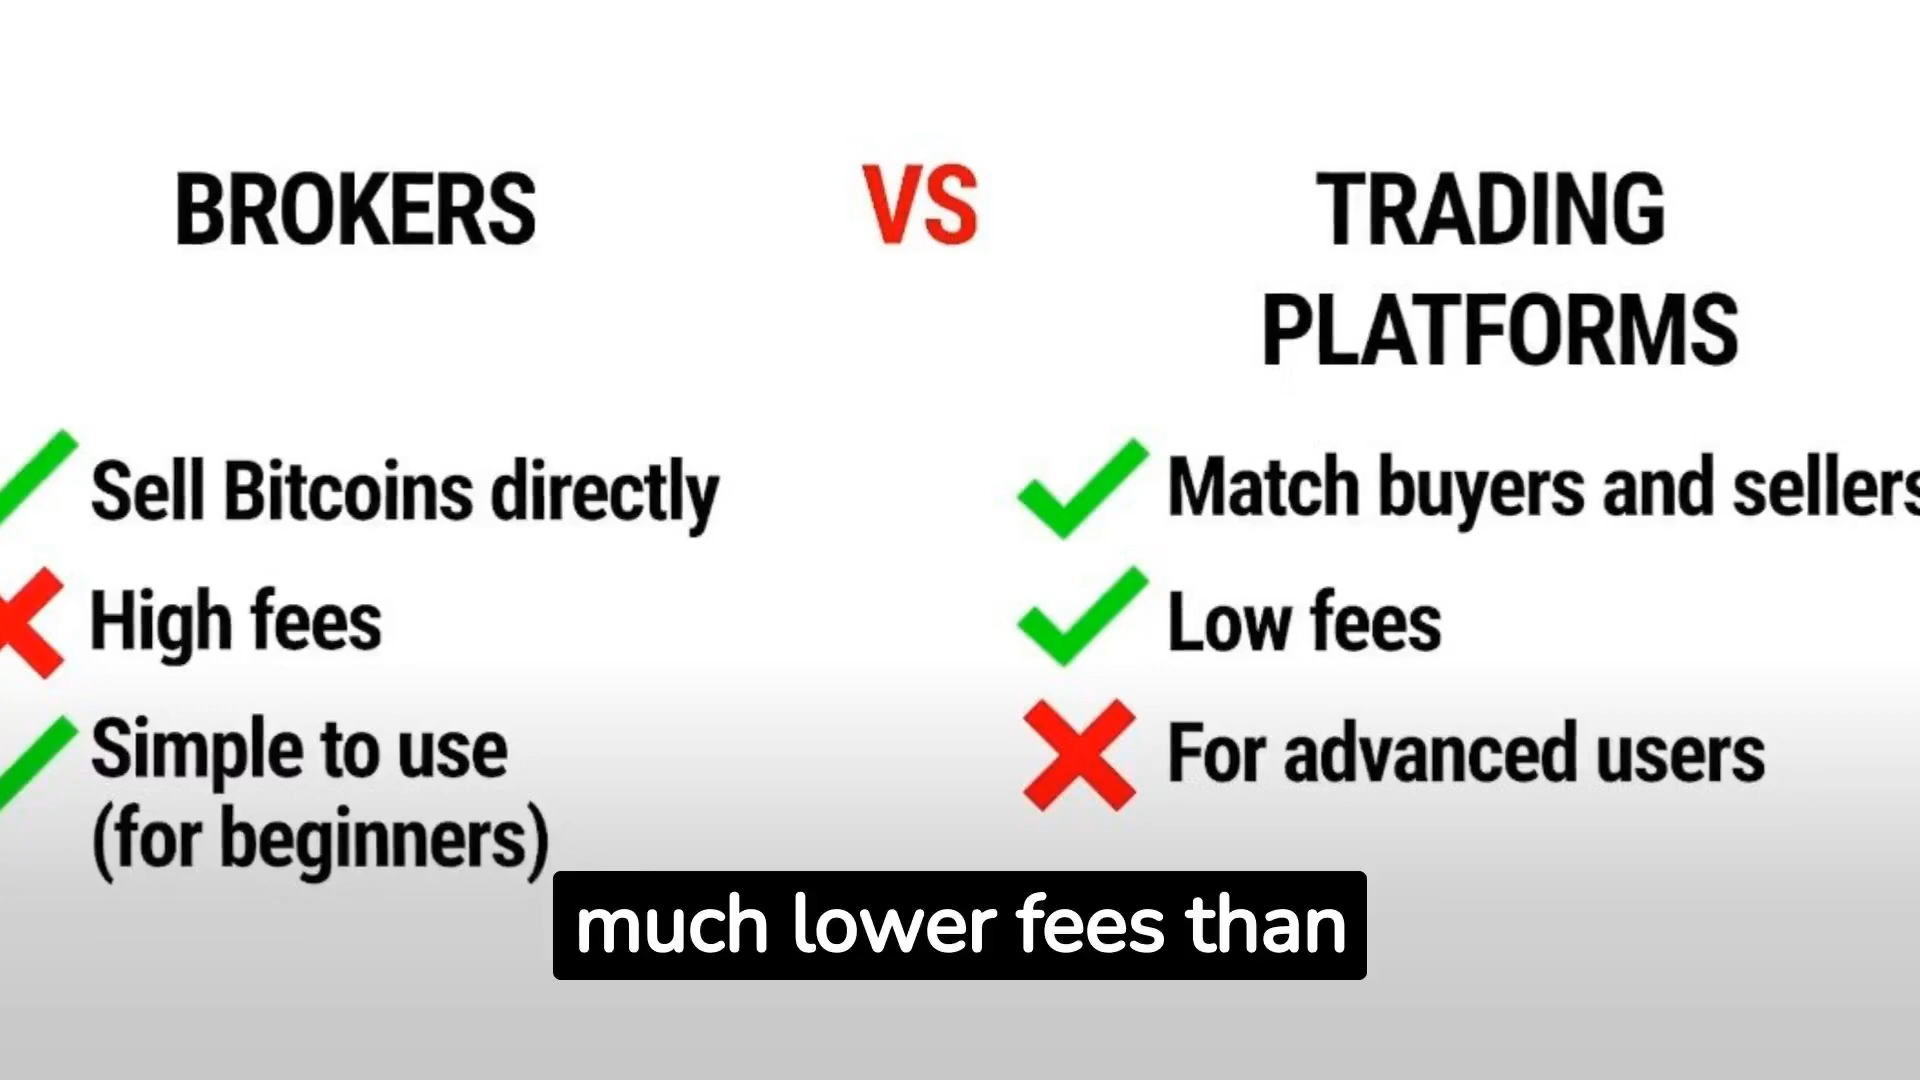 BROKERS
VS
TRADING
PLATFORMS
Sell Bitcoins directly
High fees
Simple to use
(for beginners)
Match buyers and sellers
Low fees
For advanced users
much lower fees than